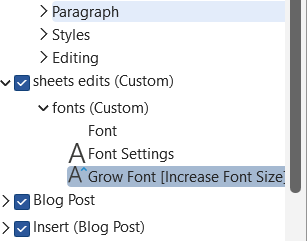 Paragraph
Styles
Editing
sheets edits (Custom)
fonts (Custom)
Font
Font Settings
Grow Font [Increase Font Size]
Blog Post
Insert (Blog Post)